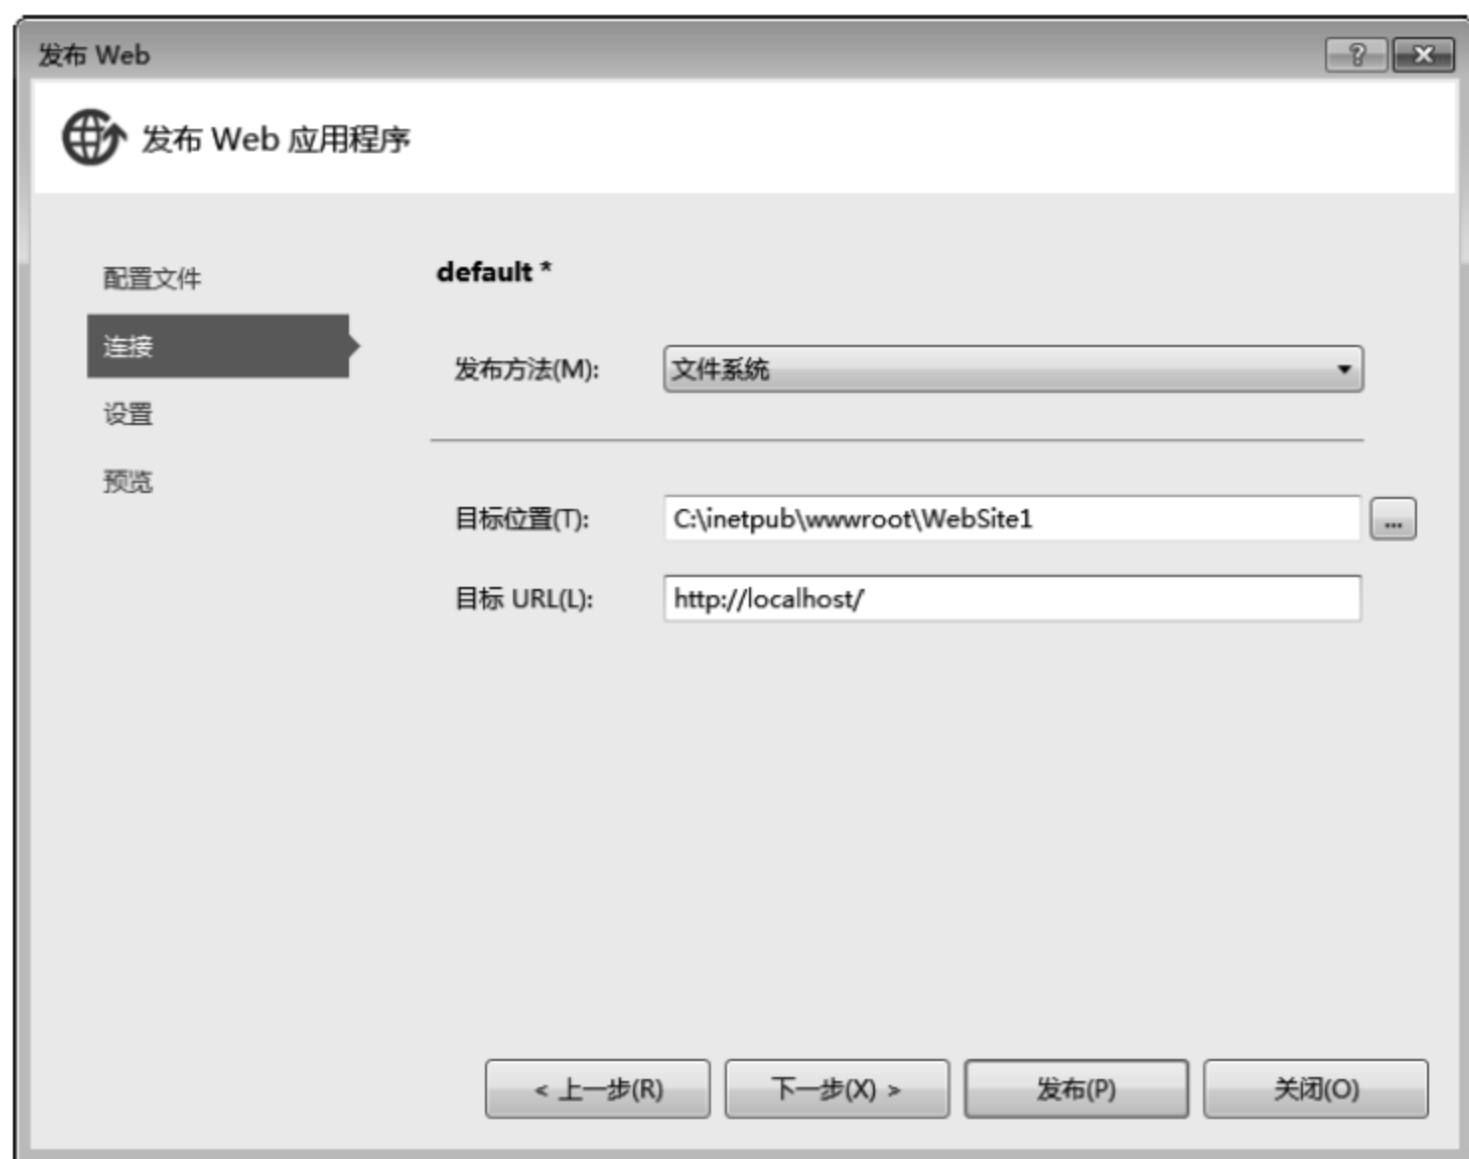 发布 Web
发布 Web 应用程序
配置文件
连接
设置
预览
default *
发布方法(M):
文件系统
目标位置(T):
C:\inetpub\wwwroot\WebSite1
...
目标 URL(L):
http://localhost/
< 上一步(R)
下一步(X) >
发布(P)
关闭(O)